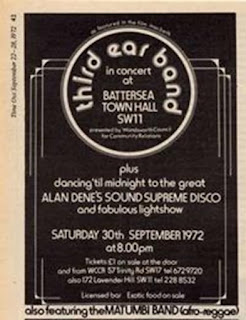 Time Out September 22-28, 1972 42
as featured in the film macbeth
third ear band
in concert
at
BATTERSEA
TOWN HALL
SW11
presented by Wandsworth Council
for Community Relations
plus
dancing 'til midnight to the great
ALAN DENE'S SOUND SUPREME DISCO
and fabulous lightshow
SATURDAY 30th SEPTEMBER 1972
at 8.00pm
Tickets £1 on sale at the door
and from WCCR 57 Trinity Rd SW17 tel 672 9720
also 172 Lavender Hill SW11 tel 228 8532
Licensed bar Exotic food on sale
also featuring the MATUMBI BAND (afro-reggae)